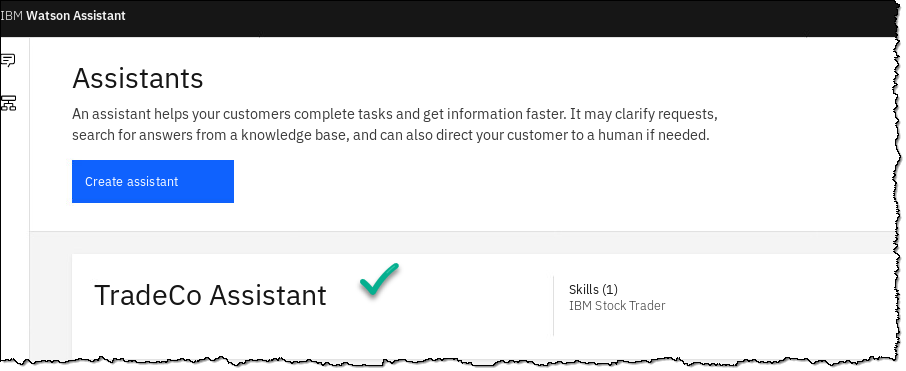 IBM Watson Assistant
Assistants
An assistant helps your customers complete tasks and get information faster. It may clarify requests,
search for answers from a knowledge base, and can also direct your customer to a human if needed.
Create assistant
TradeCo Assistant
Skills (1)
IBM Stock Trader